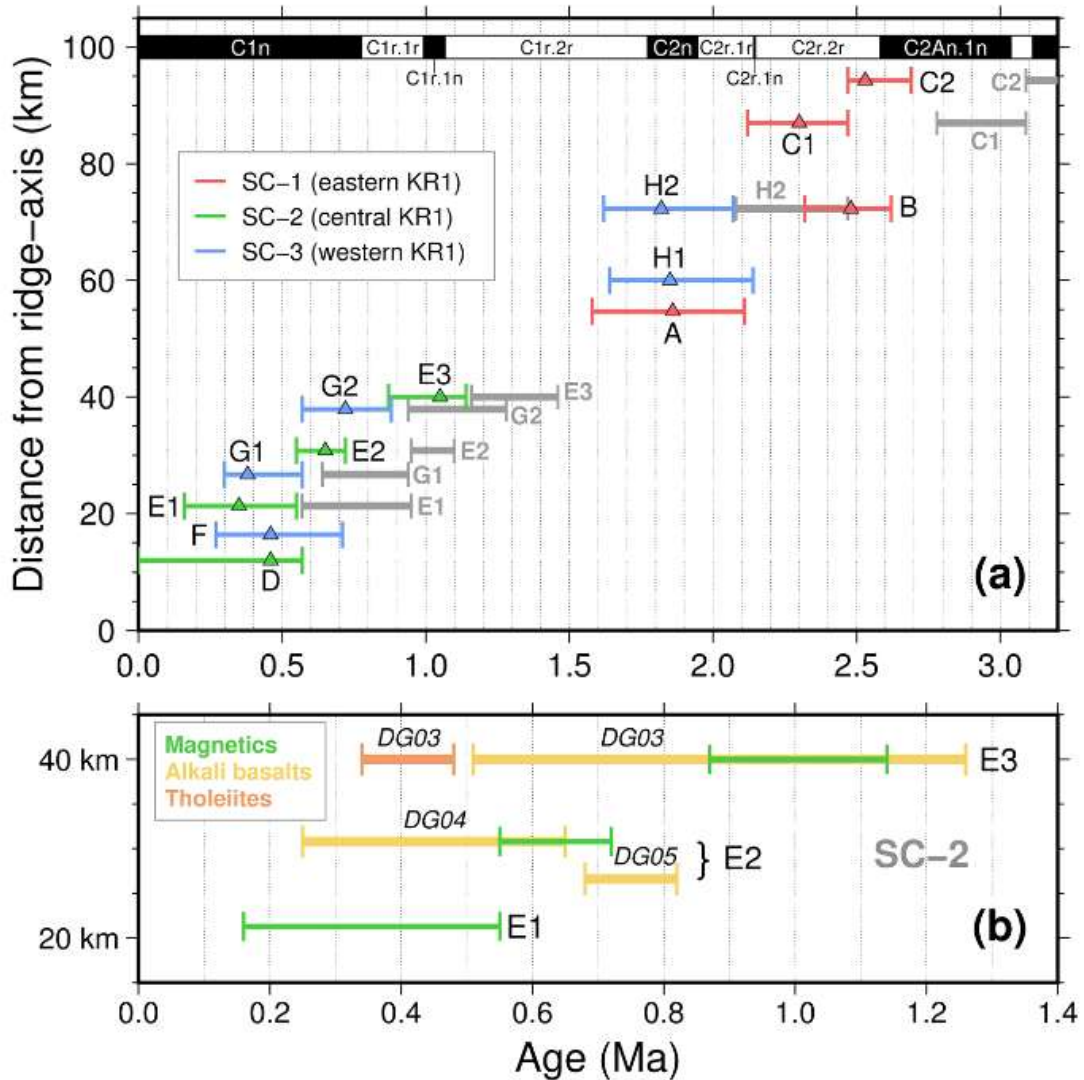 100
C1n
C1r.1r
C1r.2r
C2n
C2r.1r
C2r.2r
C2An.1n
C1r.1n
C2r.1n
C2
C2
C1
C1
80
SC−1 (eastern KR1)
SC−2 (central KR1)
SC−3 (western KR1)
H2
H2
B
60
H1
A
40
G2
E3
E3
G2
G1
E2
E2
G1
20
E1
E1
F
D
0
(a)
Distance from ridge−axis (km)
0.0 0.5 1.0 1.5 2.0 2.5 3.0
Magnetics
Alkali basalts
Tholeiites
DG03
DG03
40 km
E3
DG04
DG05
} E2
SC−2
E1
20 km
(b)
0.0 0.2 0.4 0.6 0.8 1.0 1.2 1.4
Age (Ma)